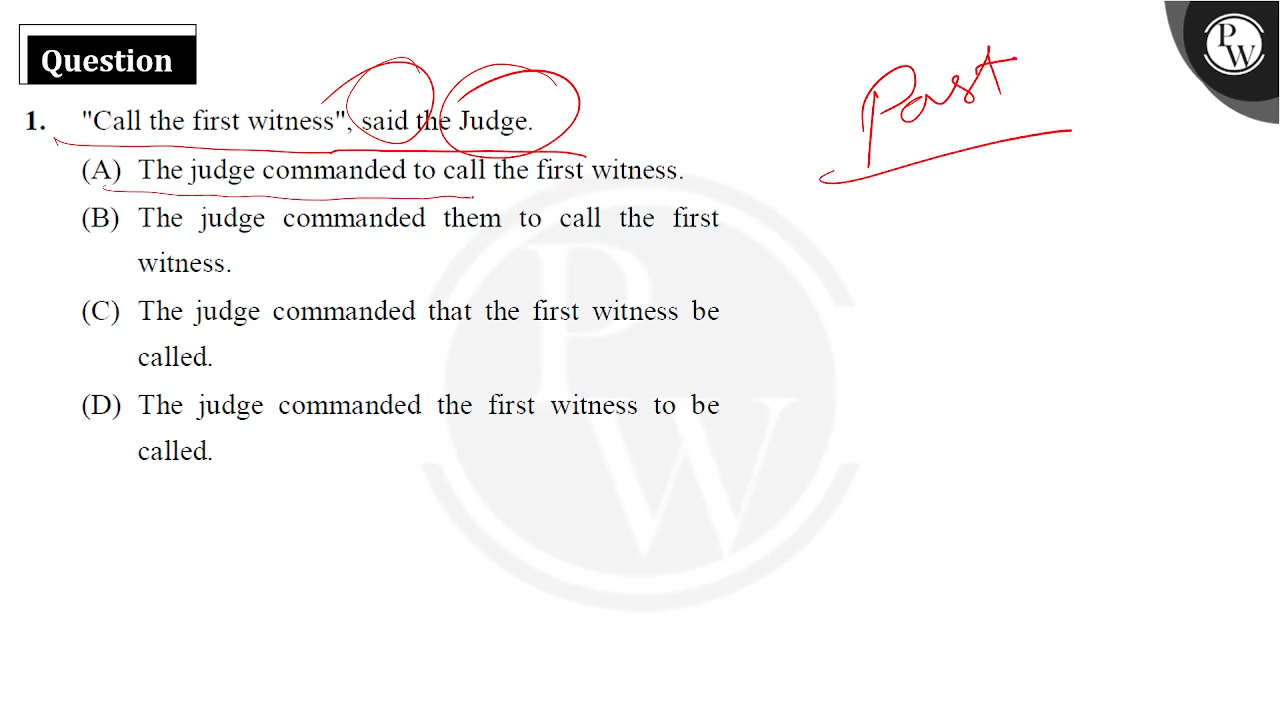 Question
PW
Past
1. "Call the first witness", said the Judge.
(A) The judge commanded to call the first witness.
(B) The judge commanded them to call the first
witness.
(C) The judge commanded that the first witness be
called.
(D) The judge commanded the first witness to be
called.
PW